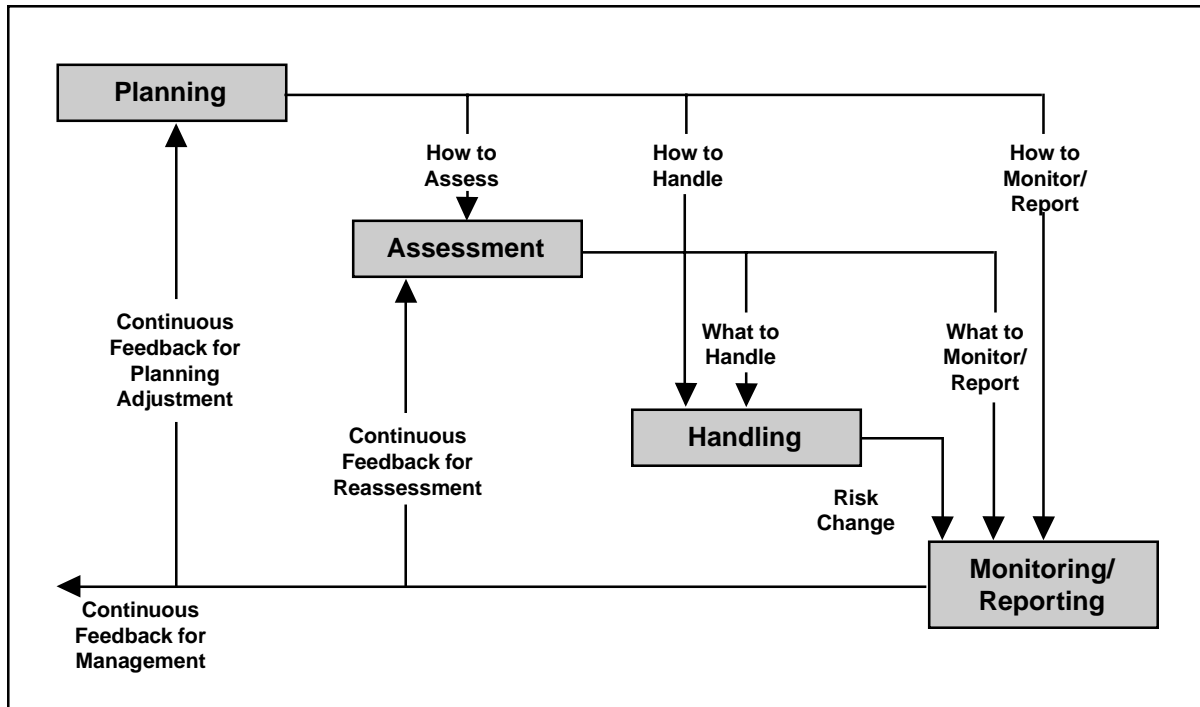 Planning
How to
Assess
How to
Handle
How to
Monitor/
Report
Assessment
Continuous
Feedback for
Planning
Adjustment
What to
Handle
What to
Monitor/
Report
Handling
Continuous
Feedback for
Reassessment
Risk
Change
Monitoring/
Reporting
Continuous
Feedback for
Management